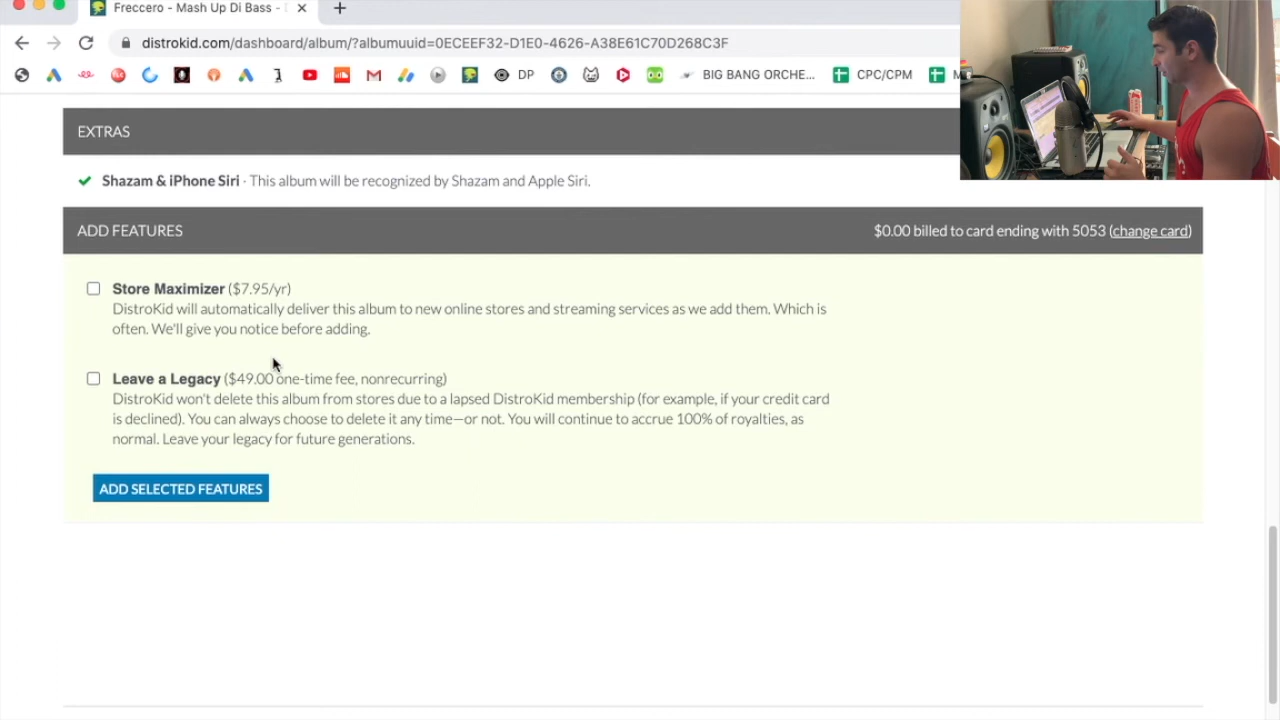 Freccero - Mash Up Di Bass -
distrokid.com/dashboard/album/?albumuuid=0ECEEF32-D1E0-4626-A38E61C70D268C3F
DP
BIG BANG ORCHE...
CPC/CPM
EXTRAS
Shazam & iPhone Siri - This album will be recognized by Shazam and Apple Siri.
ADD FEATURES
$0.00 billed to card ending with 5053 (change card)
Store Maximizer ($7.95/yr)
DistroKid will automatically deliver this album to new online stores and streaming services as we add them. Which is
often. We'll give you notice before adding.
Leave a Legacy ($49.00 one-time fee, nonrecurring)
DistroKid won't delete this album from stores due to a lapsed DistroKid membership (for example, if your credit card
is declined). You can always choose to delete it any time—or not. You will continue to accrue 100% of royalties, as
normal. Leave your legacy for future generations.
ADD SELECTED FEATURES